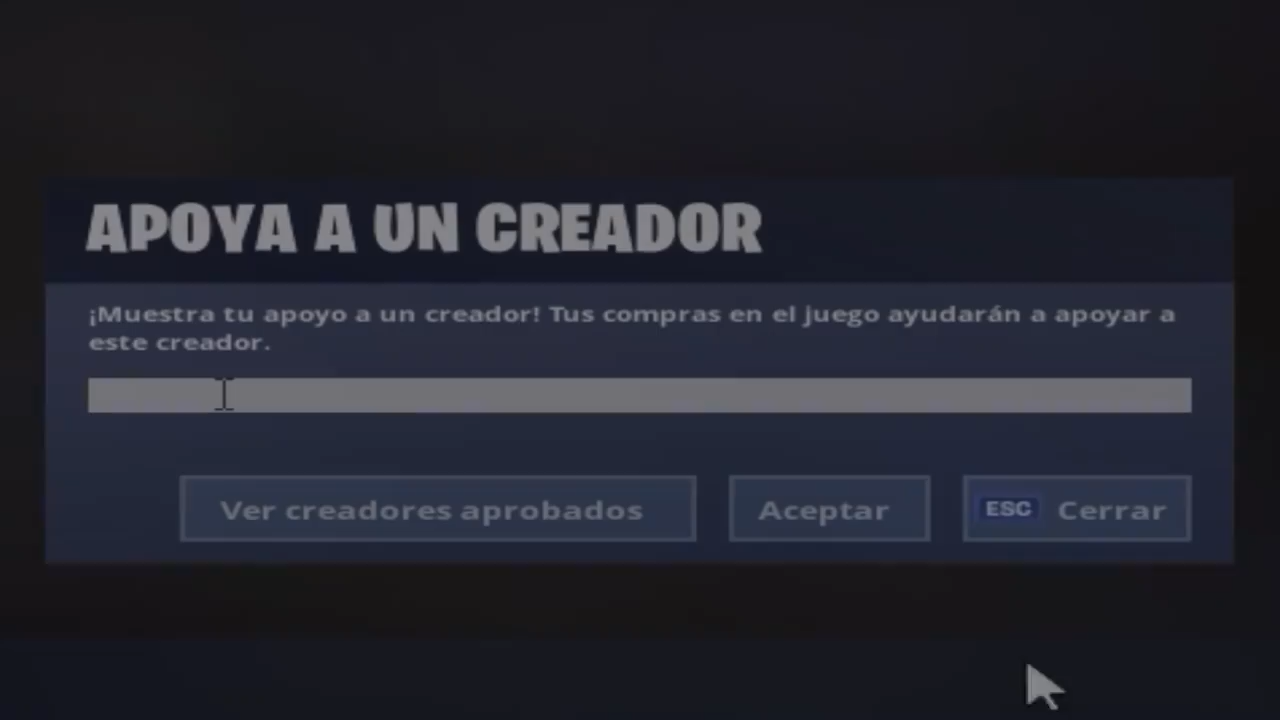 APOYA A UN CREADOR
¡Muestra tu apoyo a un creador! Tus compras en el juego ayudarán a apoyar a
este creador.
Ver creadores aprobados
Aceptar
ESC Cerrar